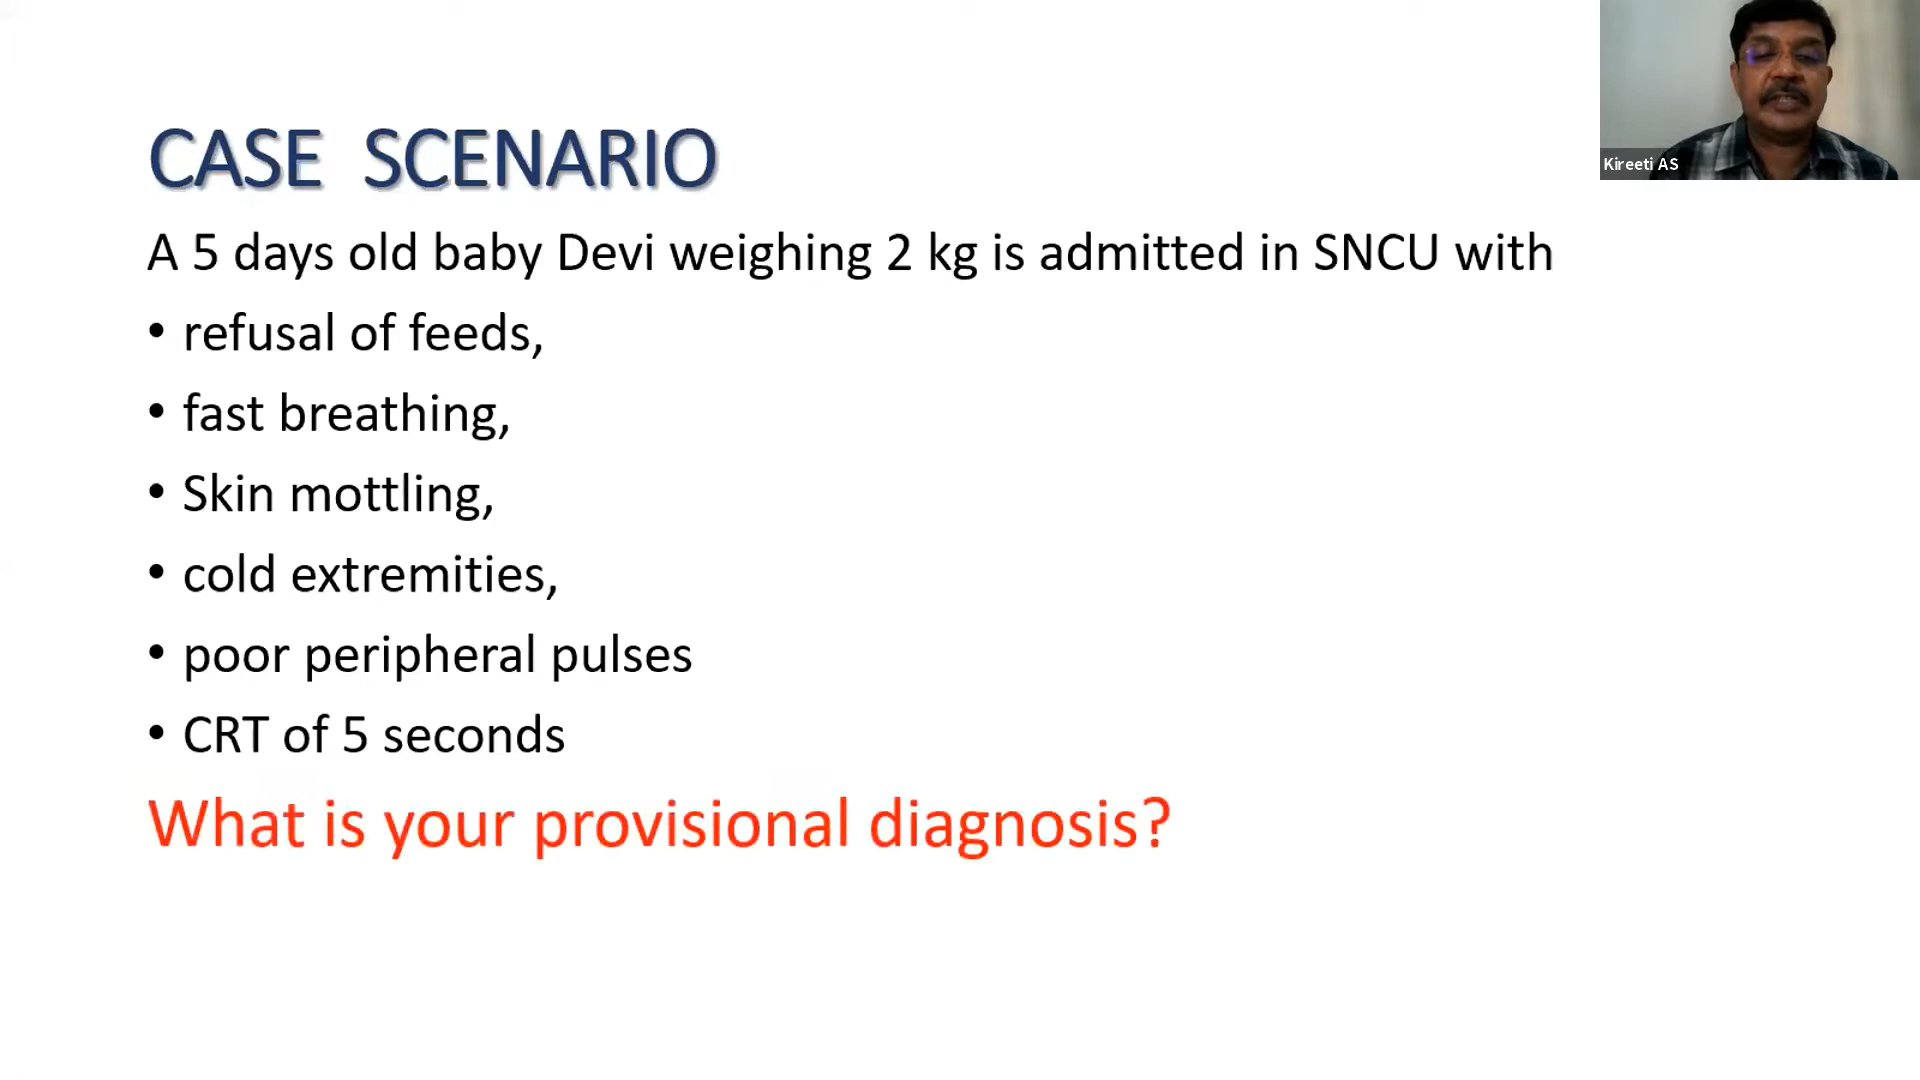 CASE SCENARIO
A 5 days old baby Devi weighing 2 kg is admitted in SNCU with
• refusal of feeds,
• fast breathing,
• Skin mottling,
• cold extremities,
• poor peripheral pulses
• CRT of 5 seconds
What is your provisional diagnosis?
Kireeti AS